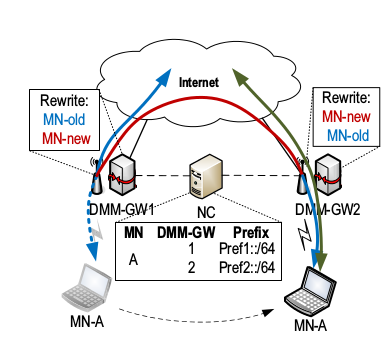 Internet
Rewrite:
MN-old
MN-new
Rewrite:
MN-new
MN-old
DMM-GW1
NC
DMM-GW2
MN DMM-GW Prefix
A
1 Pref1::/64
2 Pref2::/64
MN-A
MN-A